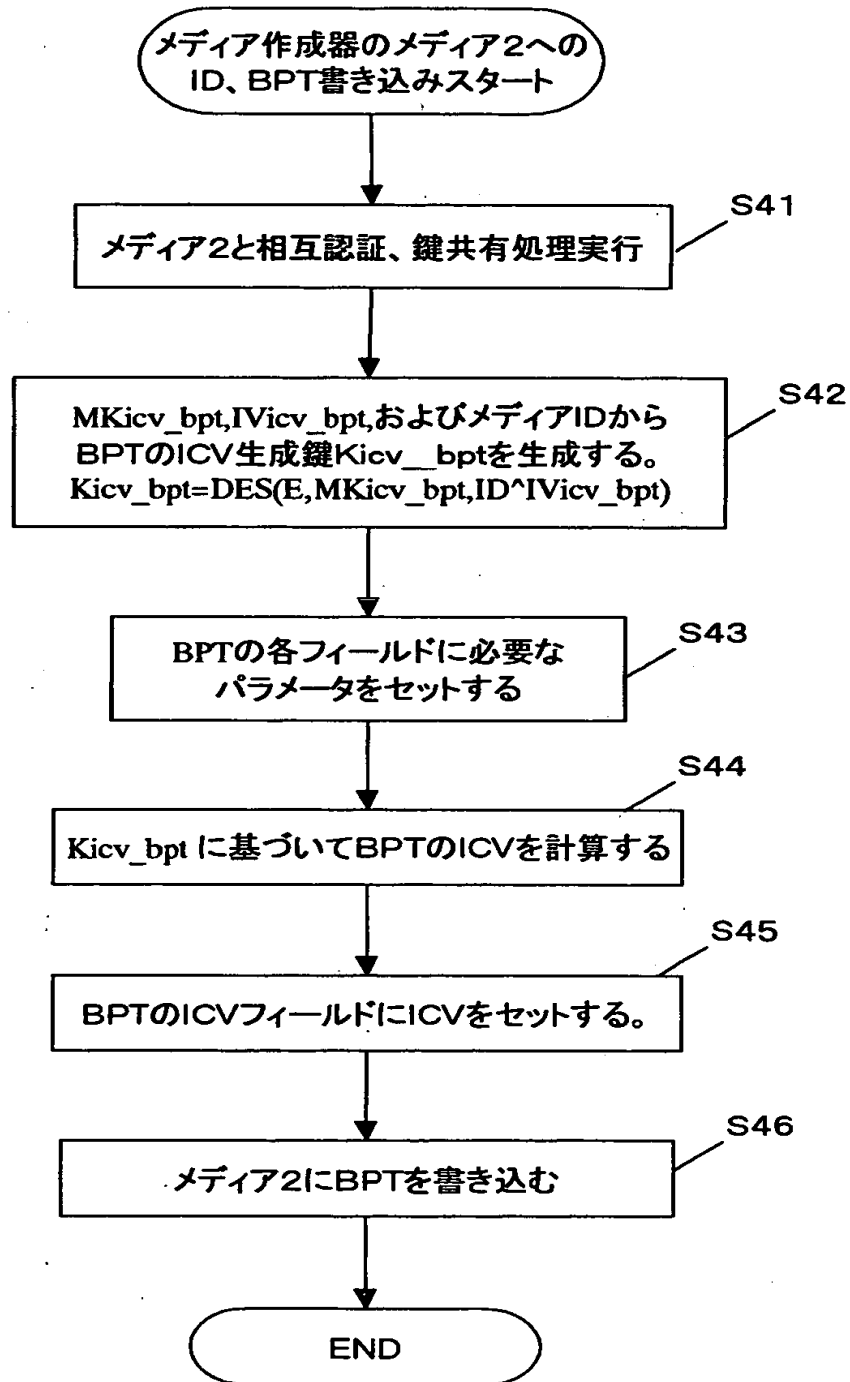 メディア作成器のメディア2への
ID、BPT書き込みスタート
S41
メディア2と相互認証、鍵共有処理実行
S42
MKicv_bpt,IVicv_bpt,およびメディアIDから
BPTのICV生成鍵Kicv__bptを生成する。
Kicv_bpt=DES(E,MKicv_bpt,ID^IVicv_bpt)
S43
BPTの各フィールドに必要な
パラメータをセットする
S44
Kicv_bpt に基づいてBPTのICVを計算する
S45
BPTのICVフィールドにICVをセットする。
S46
メディア2にBPTを書き込む
END